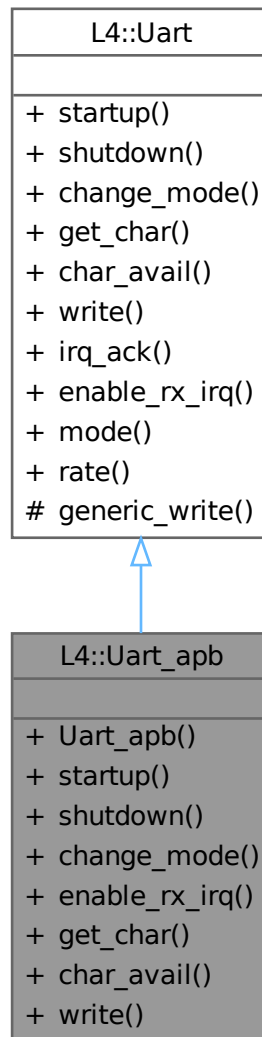 L4::Uart
+ startup()
+ shutdown()
+ change_mode()
+ get_char()
+ char_avail()
+ write()
+ irq_ack()
+ enable_rx_irq()
+ mode()
+ rate()
# generic_write()
L4::Uart_apb
+ Uart_apb()
+ startup()
+ shutdown()
+ change_mode()
+ enable_rx_irq()
+ get_char()
+ char_avail()
+ write()